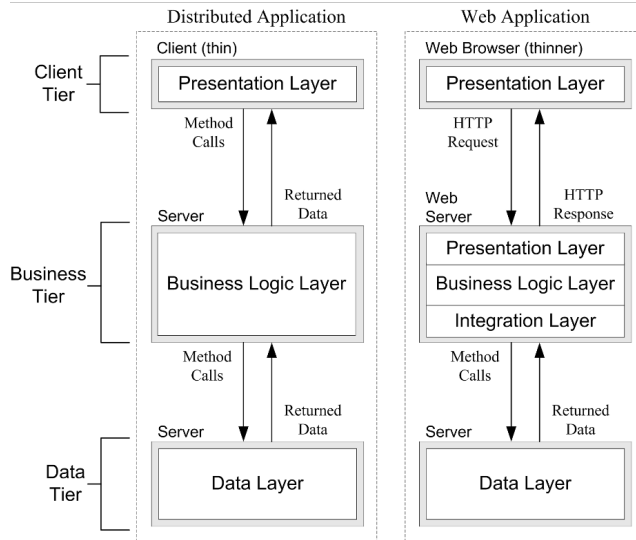 Distributed Application
Web Application
Client
Tier
Client (thin)
Presentation Layer
Web Browser (thinner)
Presentation Layer
Method
Calls
Returned
Data
HTTP
Request
HTTP
Response
Business
Tier
Server
Business Logic Layer
Web
Server
Presentation Layer
Business Logic Layer
Integration Layer
Method
Calls
Returned
Data
Method
Calls
Returned
Data
Data
Tier
Server
Data Layer
Server
Data Layer